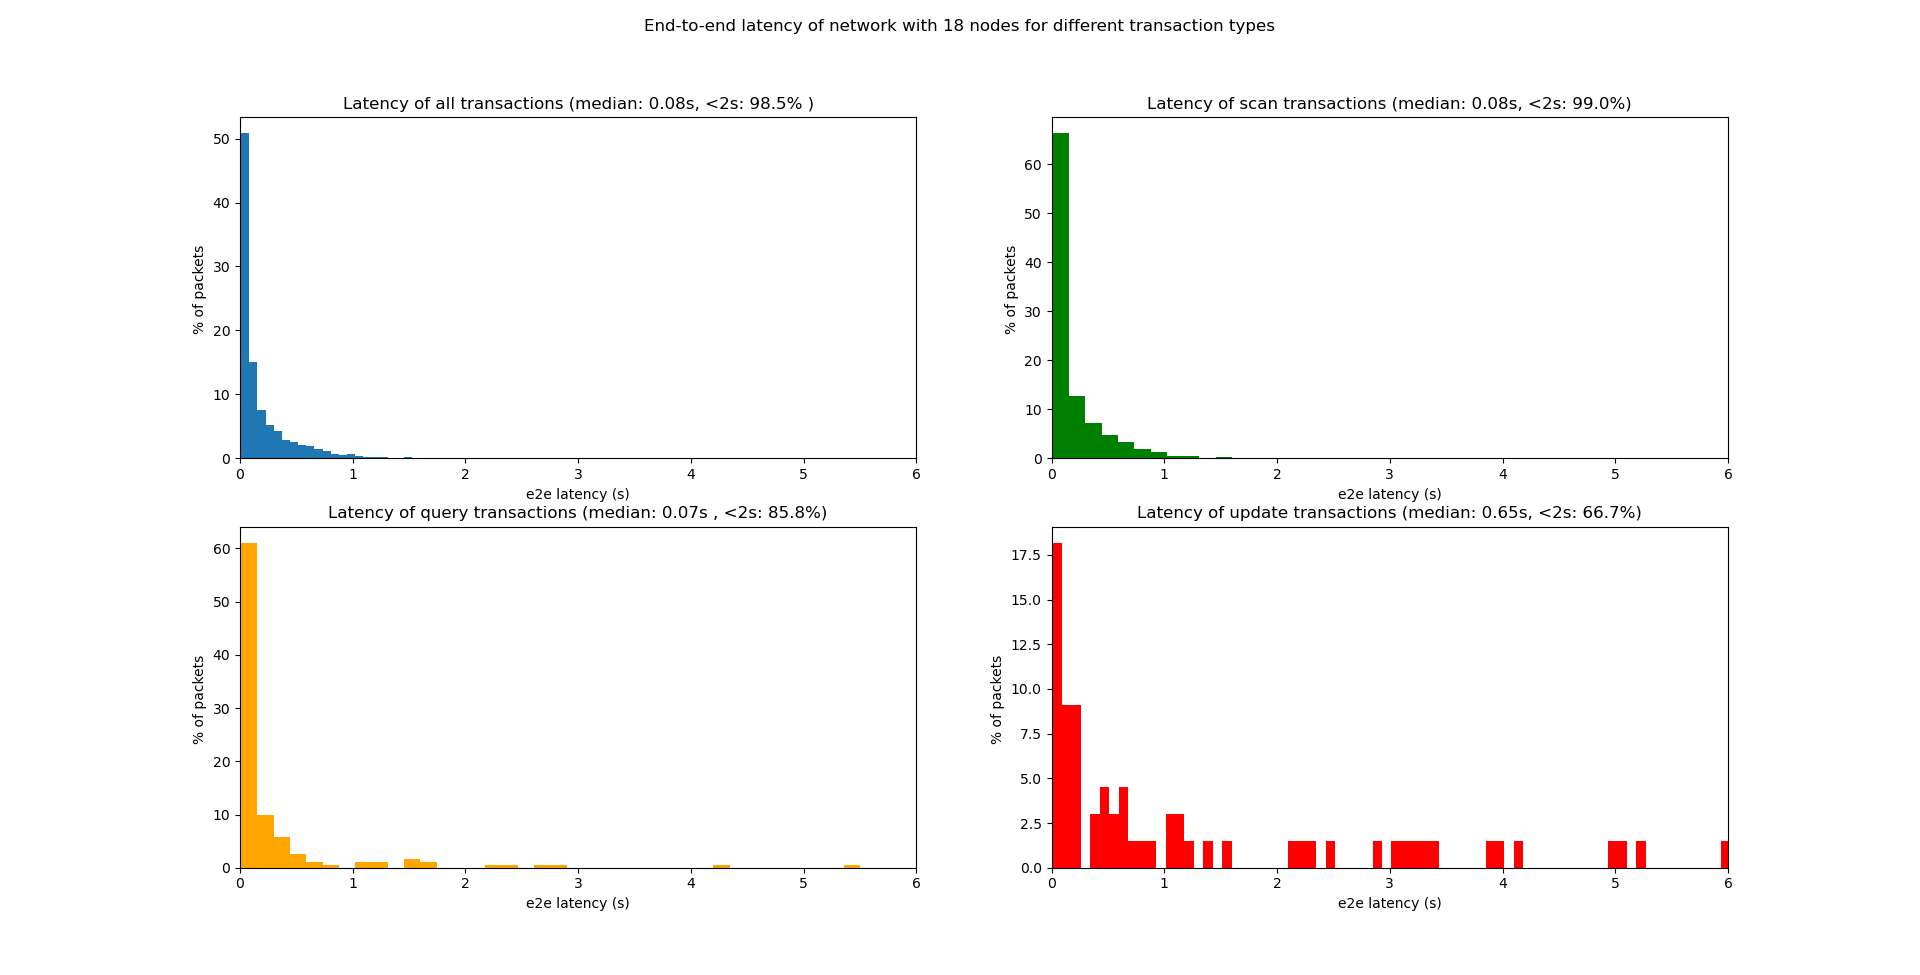 End-to-end latency of network with 18 nodes for different transaction types
Latency of all transactions (median: 0.08s, <2s: 98.5% )
% of packets
50
40
30
20
10
0
0 1 2 3 4 5 6
e2e latency (s)
Latency of scan transactions (median: 0.08s, <2s: 99.0%)
% of packets
60
50
40
30
20
10
0
0 1 2 3 4 5 6
e2e latency (s)
Latency of query transactions (median: 0.07s , <2s: 85.8%)
% of packets
60
50
40
30
20
10
0
0 1 2 3 4 5 6
e2e latency (s)
Latency of update transactions (median: 0.65s, <2s: 66.7%)
% of packets
17.5
15.0
12.5
10.0
7.5
5.0
2.5
0.0
0 1 2 3 4 5 6
e2e latency (s)